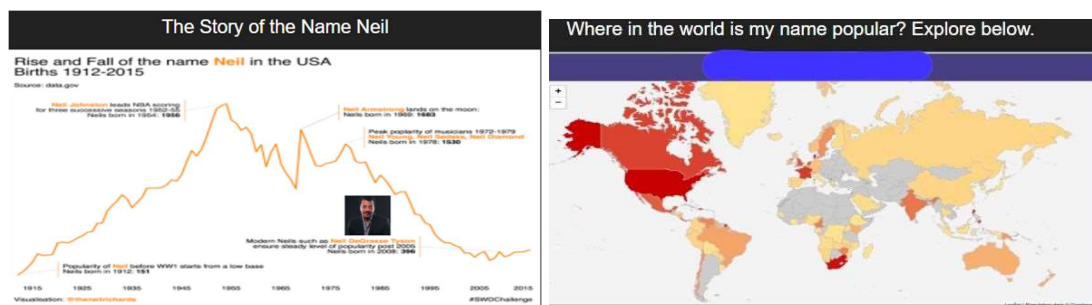 The Story of the Name Neil
Rise and Fall of the name Neil in the USA
Births 1912-2015
Source: data.gov
Neil Johnston leads NBA scoring
for three successive seasons 1952-55
Neils born in 1954: 1956
Neil Armstrong lands on the moon:
Neils born in 1969: 1683
Peak poplarity of musicians 1972-1979
Neil Young, Neil Sedaka, Neil Diamond
Neils born in 1978: 1530
Modern Neils such as Neil DeGrasse Tyson
ensure steady level of popularity post 2005
Neils born in 2008: 396
Popularity of Neil before WW1 starts from a low base
Neils born in 1912: 151
1915 1925 1935 1945 1955 1965 1975 1985 1995 2005 2015
Visualisation: @theneilrichards
#SWDChallenge
Where in the world is my name popular? Explore below.
+
−